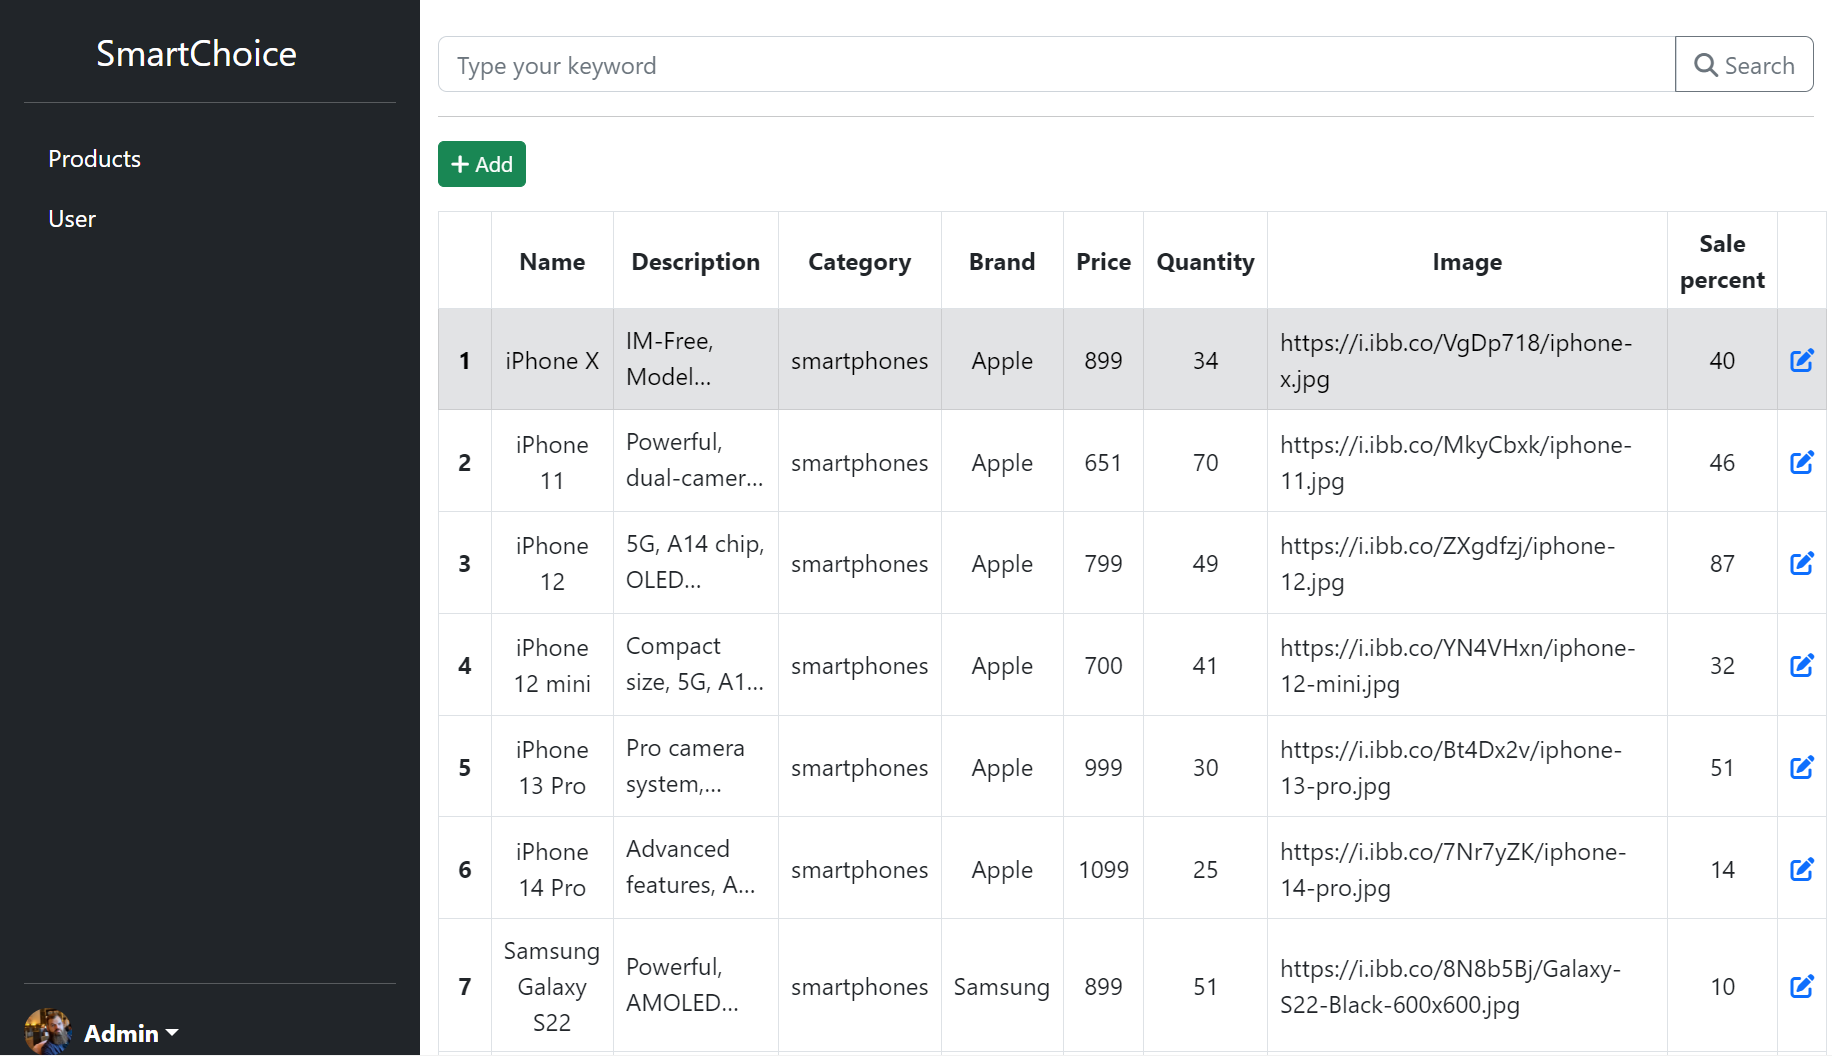 SmartChoice
Products
User
Admin
Type your keyword
Search
Add
Name Description Category Brand Price Quantity Image Sale percent
1 iPhone X IM-Free, Model... smartphones Apple 899 34 https://i.ibb.co/VgDp718/iphone-x.jpg 40
2 iPhone 11 Powerful, dual-camer... smartphones Apple 651 70 https://i.ibb.co/MkyCbxk/iphone-11.jpg 46
3 iPhone 12 5G, A14 chip, OLED... smartphones Apple 799 49 https://i.ibb.co/ZXgdfzj/iphone-12.jpg 87
4 iPhone 12 mini Compact size, 5G, A1... smartphones Apple 700 41 https://i.ibb.co/YN4VHxn/iphone-12-mini.jpg 32
5 iPhone 13 Pro Pro camera system,... smartphones Apple 999 30 https://i.ibb.co/Bt4Dx2v/iphone-13-pro.jpg 51
6 iPhone 14 Pro Advanced features, A... smartphones Apple 1099 25 https://i.ibb.co/7Nr7yZK/iphone-14-pro.jpg 14
7 Samsung Galaxy S22 Powerful, AMOLED... smartphones Samsung 899 51 https://i.ibb.co/8N8b5Bj/Galaxy-S22-Black-600x600.jpg 10